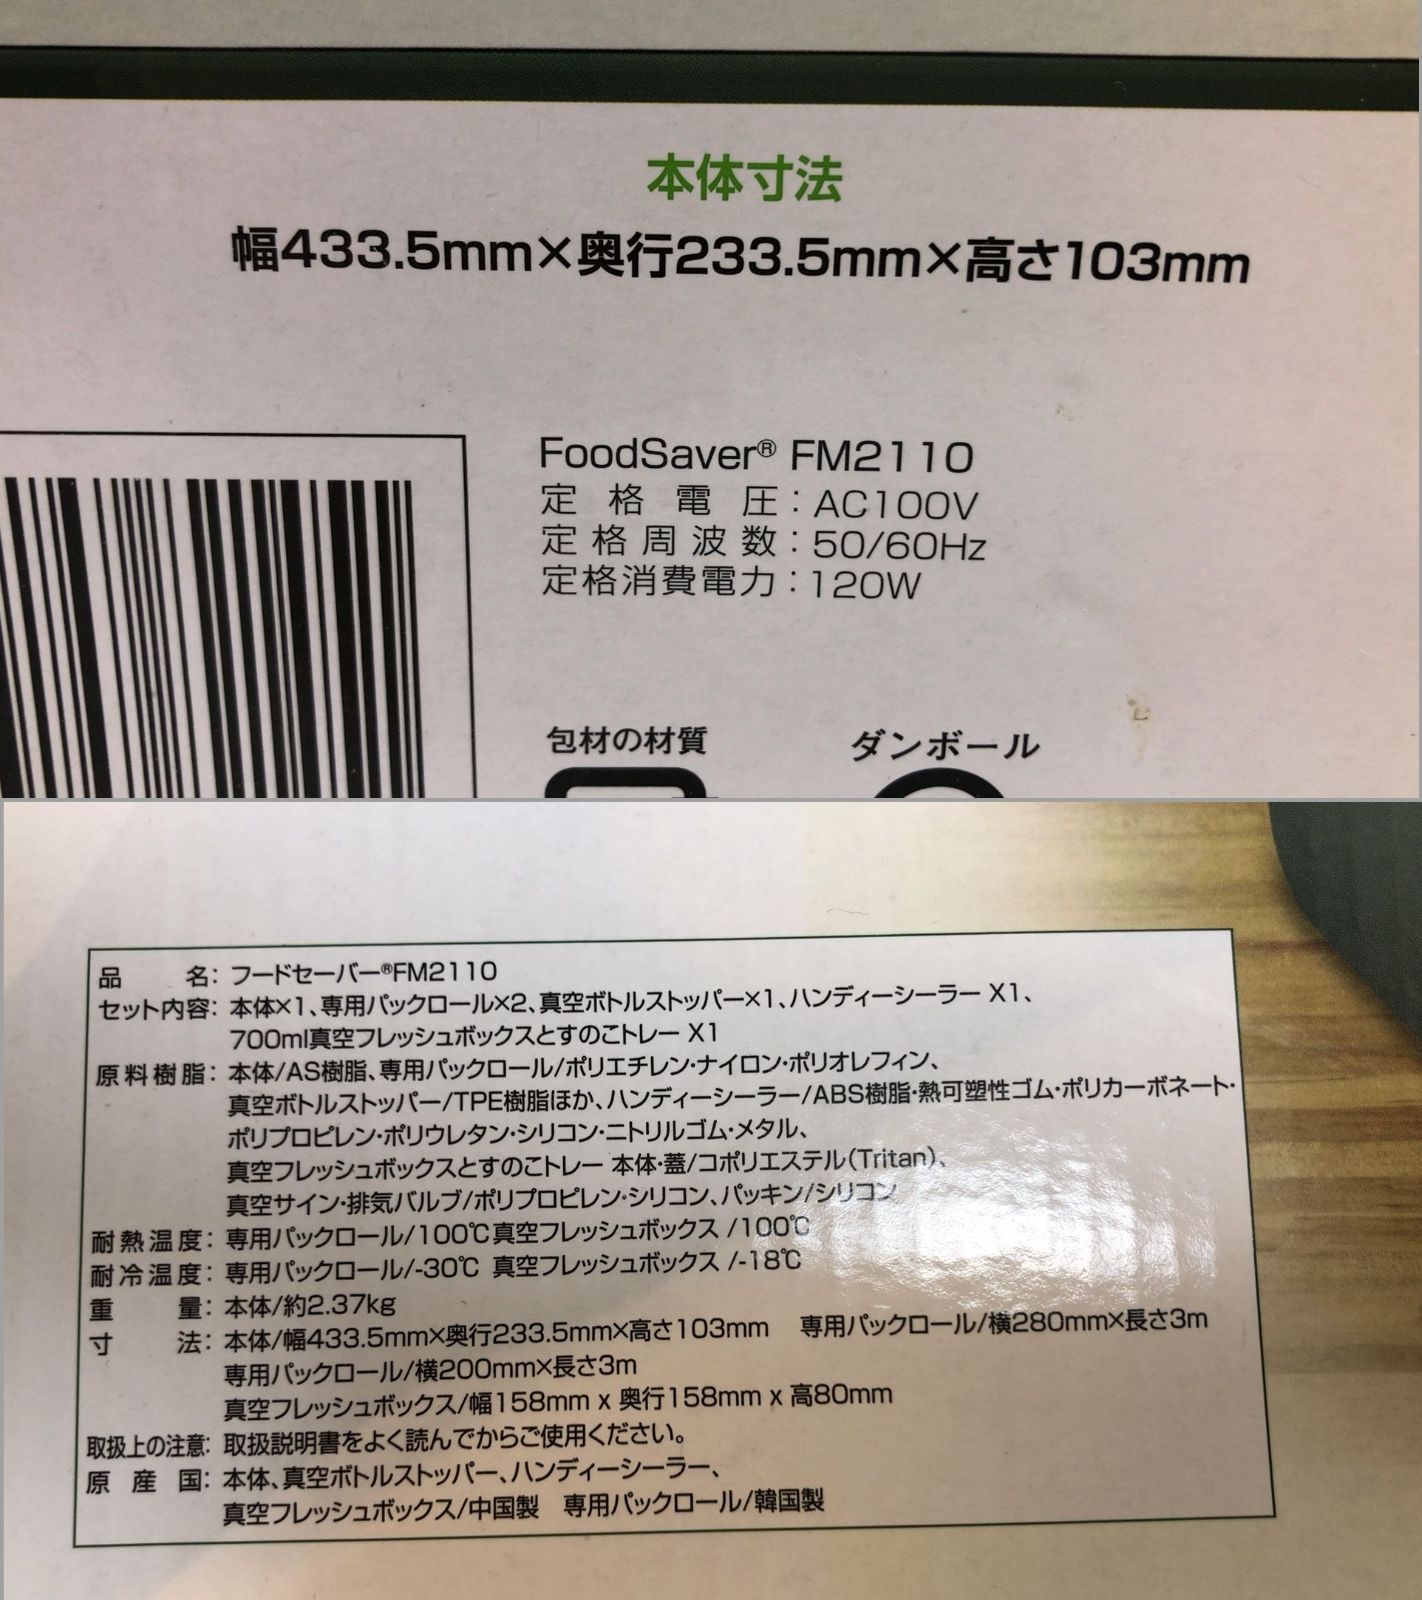 本体寸法
幅433.5mm×奥行233.5mm×高さ103mm
FoodSaver® FM2110
定格電圧：AC100V
定格周波数：50/60Hz
定格消費電力：120W
包材の材質
ダンボール
品名：フードセーバー®FM2110
セット内容：本体×1、専用パックロール×2、真空ボトルストッパー×1、ハンディーシーラー X1、
700ml真空フレッシュボックスとすのこトレー X1
原料樹脂：本体/AS樹脂、専用パックロール/ポリエチレン・ナイロン・ポリオレフィン、
真空ボトルストッパー/TPE樹脂ほか、ハンディーシーラー/ABS樹脂・熱可塑性ゴム・ポリカーボネート・
ポリプロピレン・ポリウレタン・シリコン・ニトリルゴム・メタル、
真空フレッシュボックスとすのこトレー 本体・蓋/コポリエステル（Tritan）、
真空サイン・排気バルブ/ポリプロピレン・シリコン、パッキン/シリコン
耐熱温度：専用パックロール/100℃真空フレッシュボックス /100℃
耐冷温度：専用パックロール/-30℃ 真空フレッシュボックス /-18℃
重量：本体/約2.37kg
寸法：本体/幅433.5mm×奥行233.5mm×高さ103mm 専用パックロール/横280mm×長さ3m
専用パックロール/横200mm×長さ3m
真空フレッシュボックス/幅158mm x 奥行158mm x 高80mm
取扱上の注意：取扱説明書をよく読んでからご使用ください。
原産国：本体、真空ボトルストッパー、ハンディーシーラー、
真空フレッシュボックス/中国製 専用パックロール/韓国製